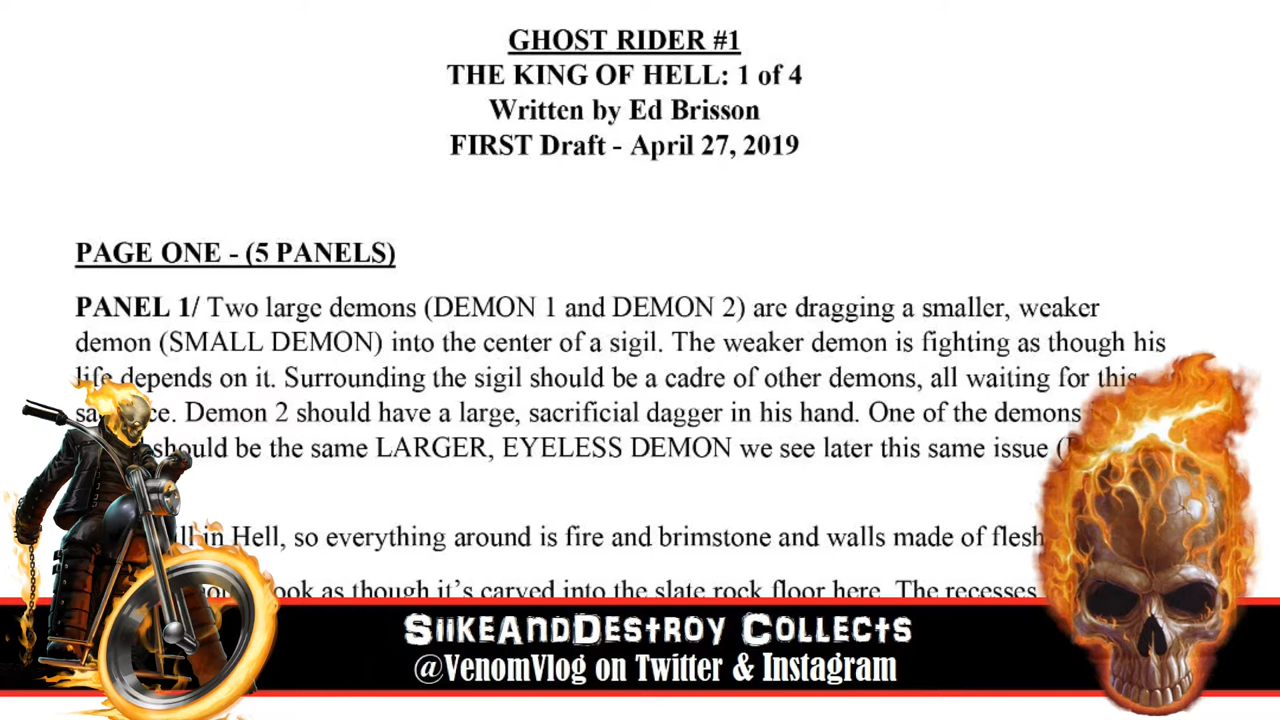 GHOST RIDER #1
THE KING OF HELL: 1 of 4
Written by Ed Brisson
FIRST Draft - April 27, 2019
PAGE ONE - (5 PANELS)
PANEL 1/ Two large demons (DEMON 1 and DEMON 2) are dragging a smaller, weaker
demon (SMALL DEMON) into the center of a sigil. The weaker demon is fighting as though his
life depends on it. Surrounding the sigil should be a cadre of other demons, all waiting for this
Demon 2 should have a large, sacrificial dagger in his hand. One of the demons
should be the same LARGER, EYELESS DEMON we see later this same issue
in Hell, so everything around is fire and brimstone and walls made of flesh
look as though it's carved into the slate rock floor here. The recesses
SiikeAndDestroy Collects
@VenomVlog on Twitter & Instagram